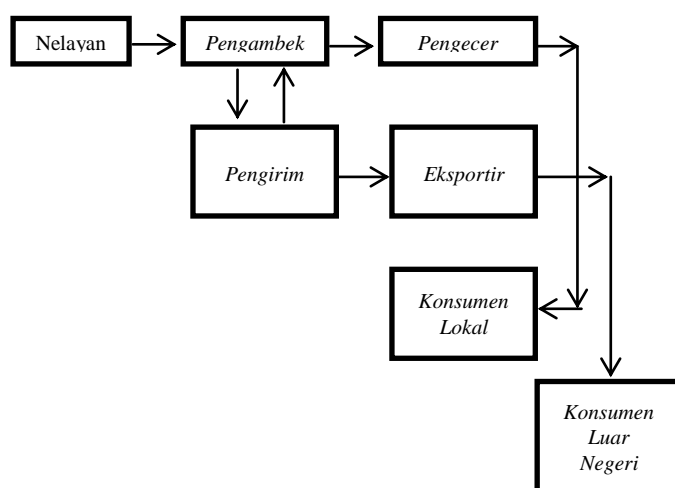 Nelayan
Pengambek
Pengecer
Pengirim
Eksportir
Konsumen
Lokal
Konsumen
Luar
Negeri